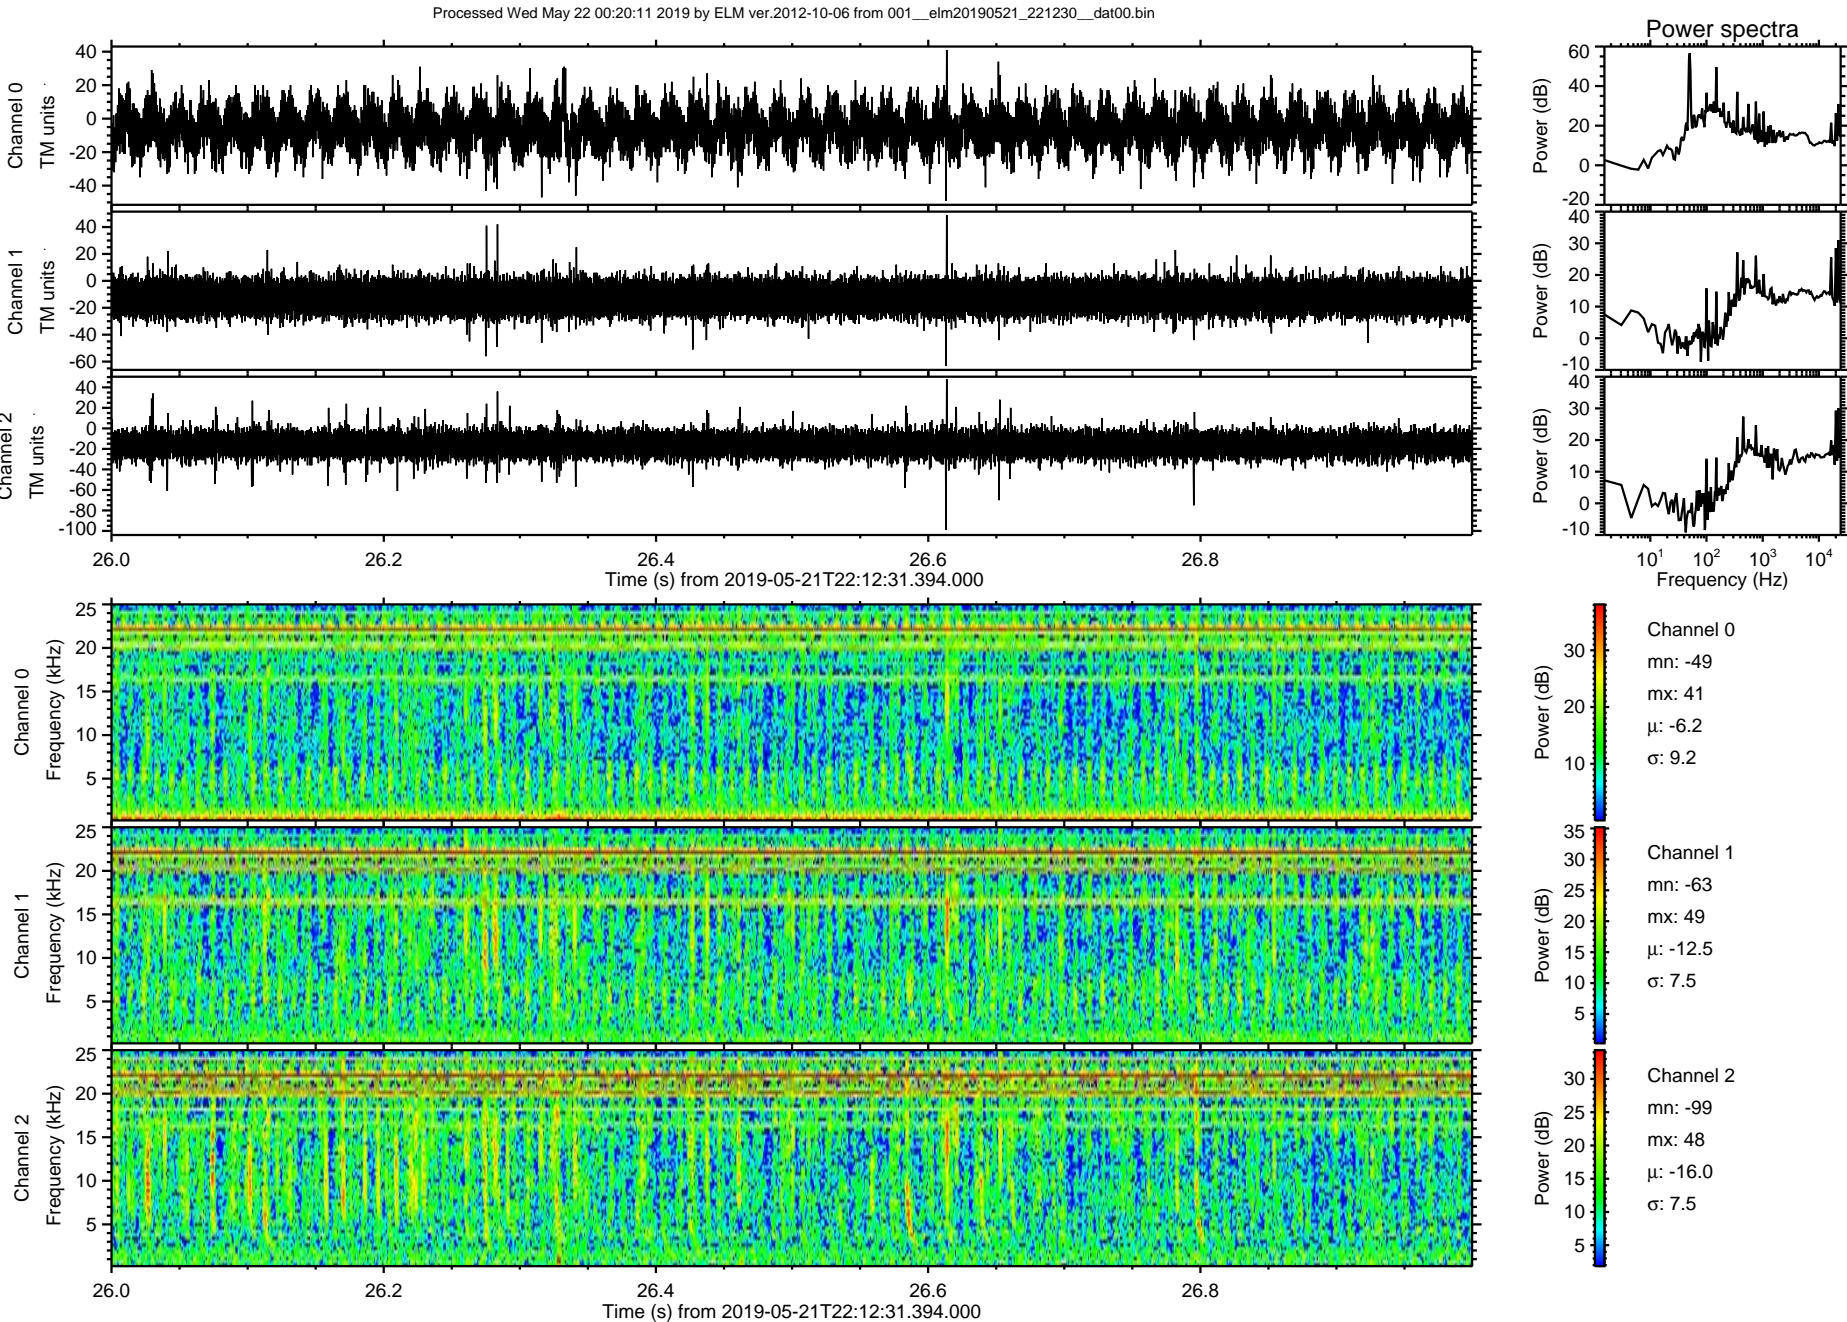 Processed Wed May 22 00:20:11 2019 by ELM ver.2012-10-06 from 001__elm20190521_221230__dat00.bin
Power spectra
Channel 0
TM units
40
20
0
-20
-40
Power (dB)
60
40
20
0
-20
Channel 1
TM units
40
20
0
-20
-40
-60
Power (dB)
40
30
20
10
0
-10
Channel 2
TM units
40
20
0
-20
-40
-60
-80
-100
Power (dB)
40
30
20
10
0
-10
26.0 26.2 26.4 26.6 26.8
Time (s) from 2019-05-21T22:12:31.394.000
10^1 10^2 10^3 10^4
Frequency (Hz)
Channel 0
Frequency (kHz)
25
20
15
10
5
Power (dB)
30
20
10
Channel 0
mn: -49
mx: 41
μ: -6.2
σ: 9.2
Channel 1
Frequency (kHz)
25
20
15
10
5
Power (dB)
35
30
25
20
15
10
5
Channel 1
mn: -63
mx: 49
μ: -12.5
σ: 7.5
Channel 2
Frequency (kHz)
25
20
15
10
5
Power (dB)
30
25
20
15
10
5
Channel 2
mn: -99
mx: 48
μ: -16.0
σ: 7.5
26.0 26.2 26.4 26.6 26.8
Time (s) from 2019-05-21T22:12:31.394.000